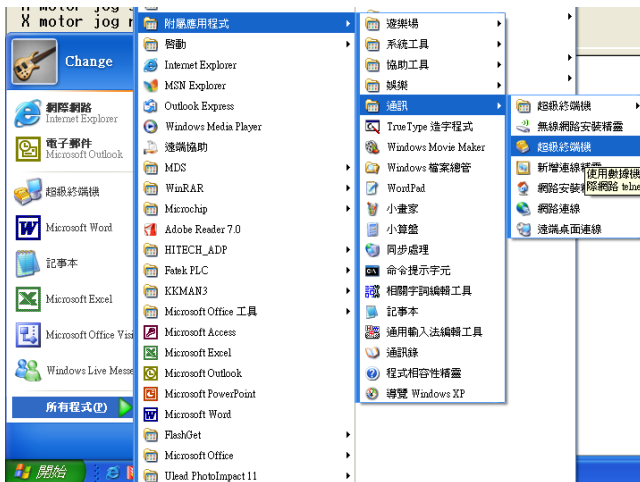 X motor jog
Change
網際網路
Internet Explorer
電子郵件
Microsoft Outlook
超級終端機
Microsoft Word
記事本
Microsoft Excel
Microsoft Office Visi
Windows Live Messe
所有程式(P)
開始
附屬應用程式
啟動
Internet Explorer
MSN Explorer
Outlook Express
Windows Media Player
遠端協助
MDS
WinRAR
Microchip
Adobe Reader 7.0
HITECH_ADP
Fatek PLC
KKMAN3
Microsoft Office 工具
Microsoft Access
Microsoft Excel
Microsoft Outlook
Microsoft PowerPoint
Microsoft Word
FlashGet
Microsoft Office
Ulead PhotoImpact 11
遊樂場
系統工具
協助工具
娛樂
通訊
TrueType 造字程式
Windows Movie Maker
Windows 檔案總管
WordPad
小畫家
小算盤
同步處理
命令提示字元
相關字詞編輯工具
記事本
通用輸入法編輯工具
通訊錄
程式相容性精靈
導覽 Windows XP
超級終端機
無線網路安裝精靈
超級終端機
新增連線精靈
網路安裝
網路連線
遠端桌面連線
使用數據機
際網路 telne